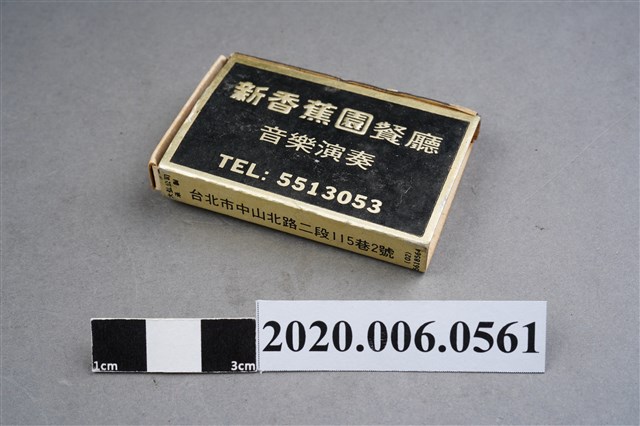 新香蕉園餐廳
音樂演奏
TEL: 5513053
台北市中山北路二段115巷2號
(02)
1cm
3cm
2020.006.0561